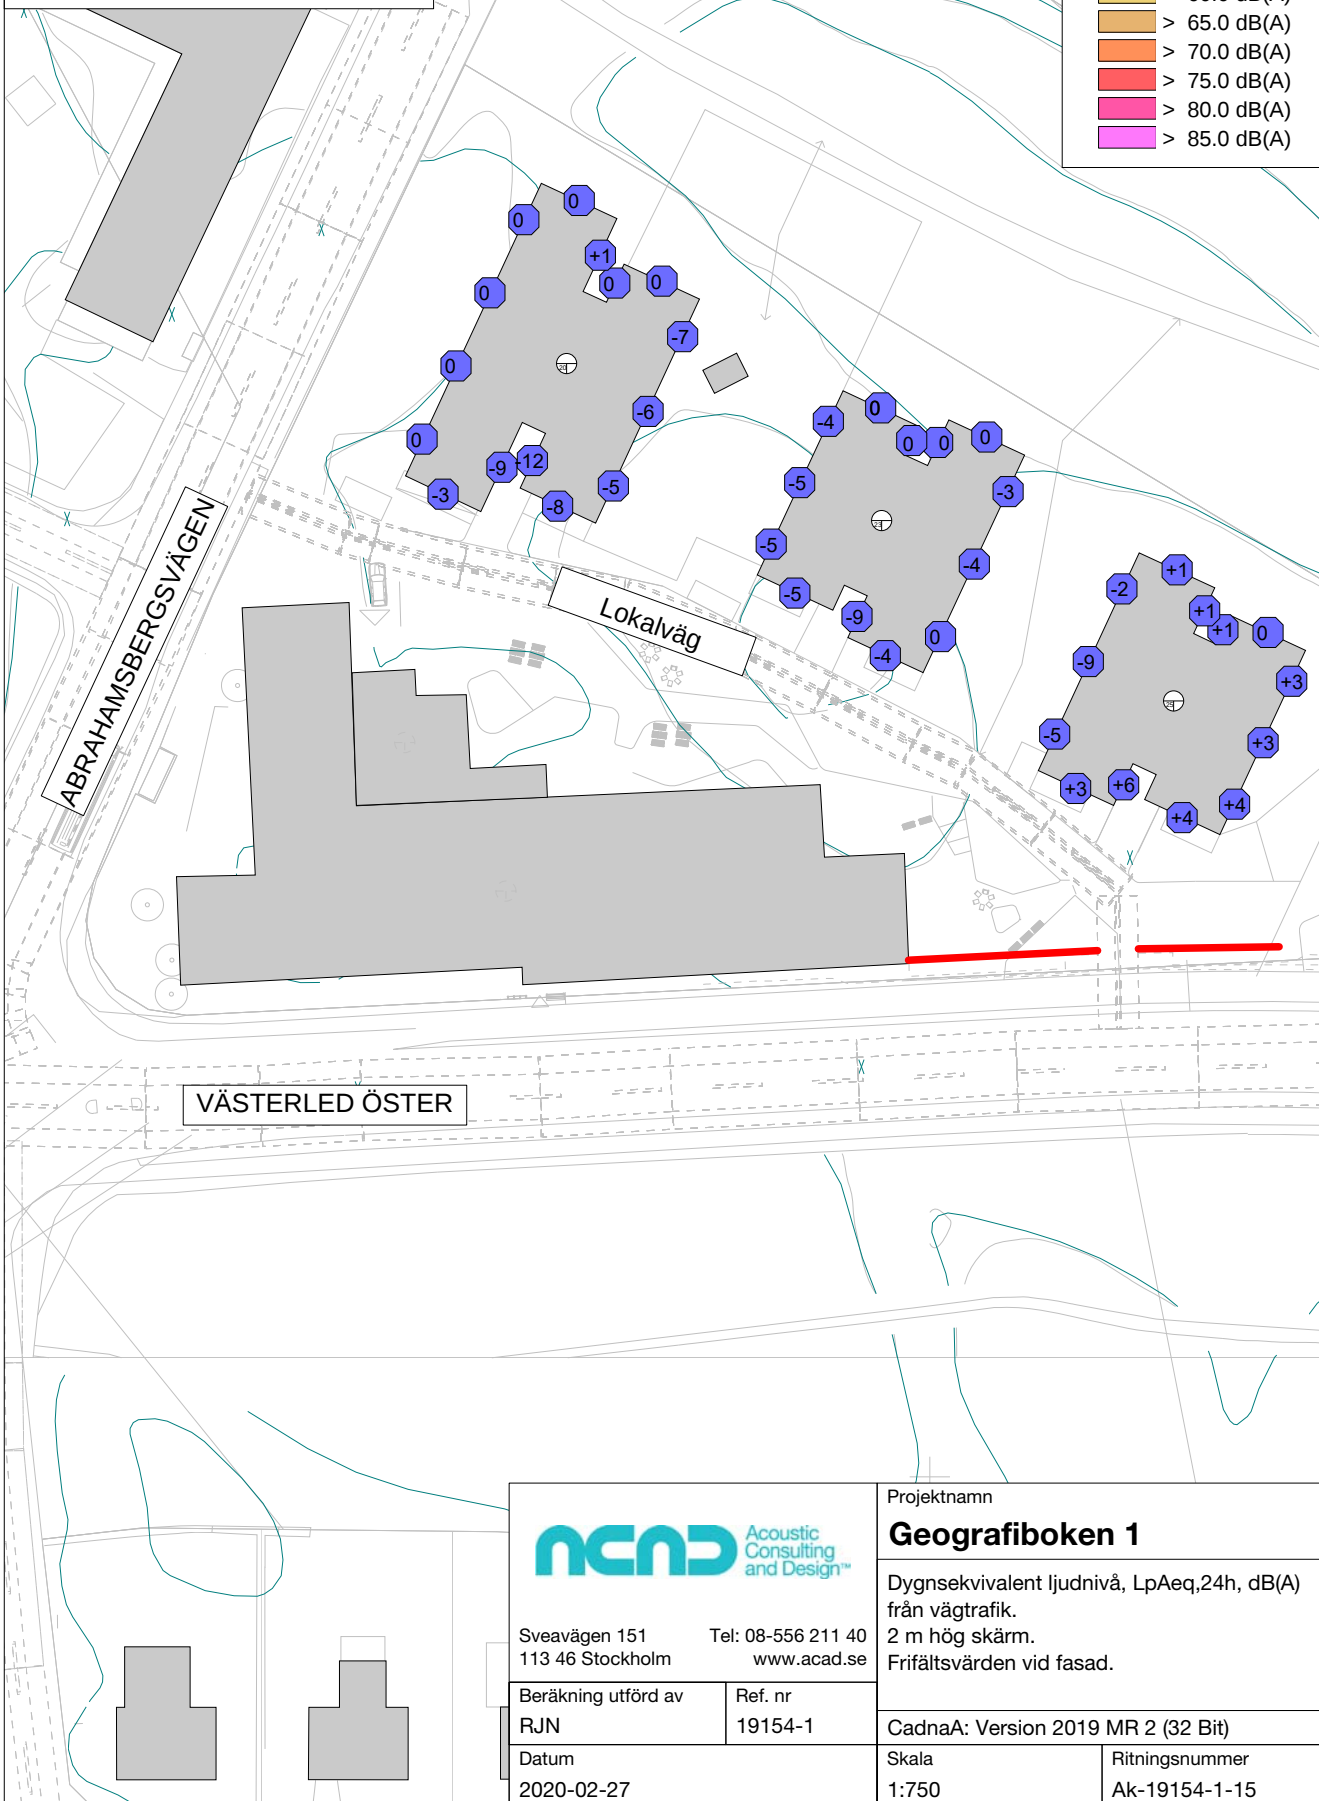 > 65.0 dB(A)
> 70.0 dB(A)
> 75.0 dB(A)
> 80.0 dB(A)
> 85.0 dB(A)
0
0
+1
0
0
0
-7
0
20
-6
0
-9
-12
-5
-3
-8
-4
0
0
0
0
-5
-3
23
-5
-4
-5
-9
0
-4
+1
-2
+1
+1
0
-9
+3
25
-5
+3
+3
+6
+4
+4
ABRAHAMSBERGSVÄGEN
Lokalväg
VÄSTERLED ÖSTER
ACAD
Acoustic
Consulting
and Design™
Sveavägen 151 Tel: 08-556 211 40
113 46 Stockholm www.acad.se
Projektnamn
Geografiboken 1
Dygnsekvivalent ljudnivå, LpAeq,24h, dB(A)
från vägtrafik.
2 m hög skärm.
Frifältsvärden vid fasad.
Beräkning utförd av
RJN
Ref. nr
19154-1
CadnaA: Version 2019 MR 2 (32 Bit)
Datum
2020-02-27
Skala
1:750
Ritningsnummer
Ak-19154-1-15